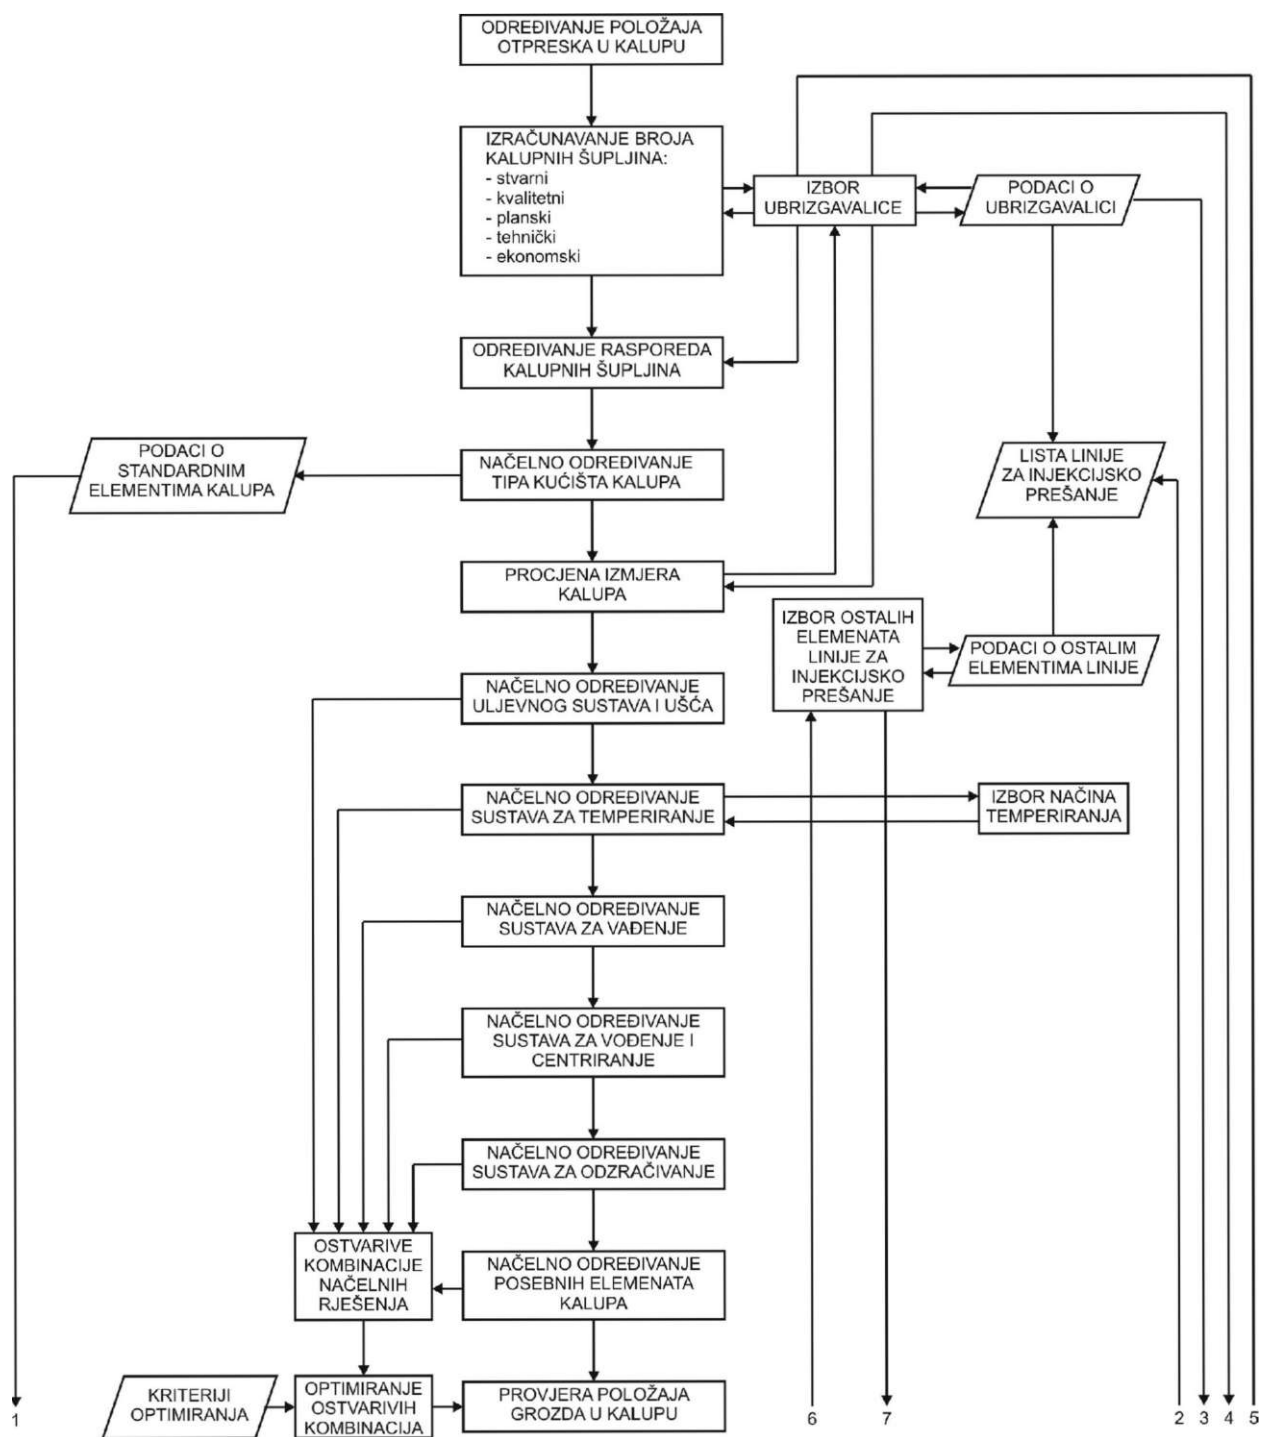 ODREĐIVANJE POLOŽAJA
OTPRESKA U KALUPU
IZRAČUNAVANJE BROJA
KALUPNIH ŠUPLJINA:
- stvarni
- kvalitetni
- planski
- tehnički
- ekonomski
IZBOR
UBRIZGAVALICE
PODACI O
UBRIZGAVALICI
ODREĐIVANJE RASPOREDA
KALUPNIH ŠUPLJINA
PODACI O
STANDARDNIM
ELEMENTIMA KALUPA
NAČELNO ODREĐIVANJE
TIPA KUĆIŠTA KALUPA
LISTA LINIJE
ZA INJEKCIJSKO
PREŠANJE
PROCJENA IZMJERA
KALUPA
IZBOR OSTALIH
ELEMENATA
LINIJE ZA
INJEKCIJSKO
PREŠANJE
PODACI O OSTALIM
ELEMENTIMA LINIJE
NAČELNO ODREĐIVANJE
ULJEVNOG SUSTAVA I UŠĆA
NAČELNO ODREĐIVANJE
SUSTAVA ZA TEMPERIRANJE
IZBOR NAČINA
TEMPERIRANJA
NAČELNO ODREĐIVANJE
SUSTAVA ZA VAĐENJE
NAČELNO ODREĐIVANJE
SUSTAVA ZA VOĐENJE I
CENTRIRANJE
NAČELNO ODREĐIVANJE
SUSTAVA ZA ODZRAČIVANJE
OSTVARIVE
KOMBINACIJE
NAČELNIH
RJEŠENJA
NAČELNO ODREĐIVANJE
POSEBNIH ELEMENATA
KALUPA
KRITERIJI
OPTIMIRANJA
OPTIMIRANJE
OSTVARIVIH
KOMBINACIJA
PROVJERA POLOŽAJA
GROZDA U KALUPU
1
6
7
2
3
4
5